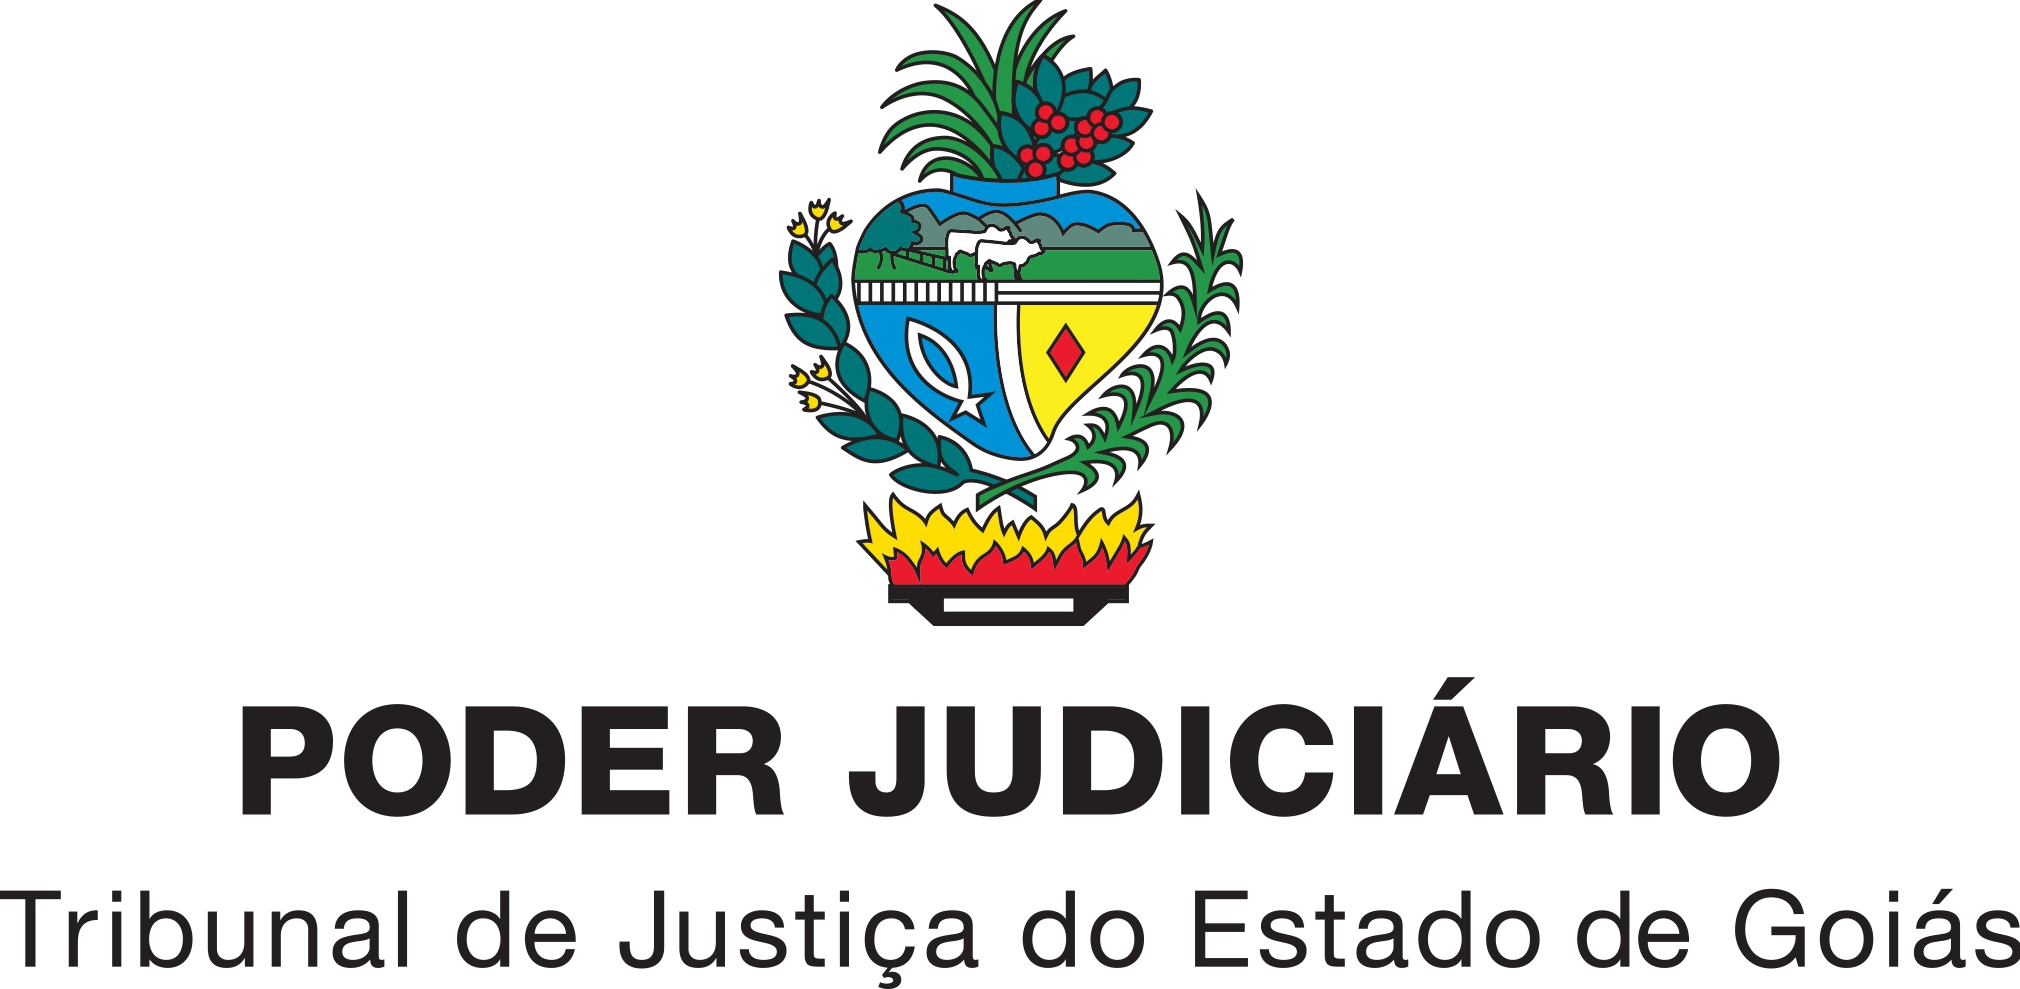 PODER JUDICIÁRIO
Tribunal de Justiça do Estado de Goiás